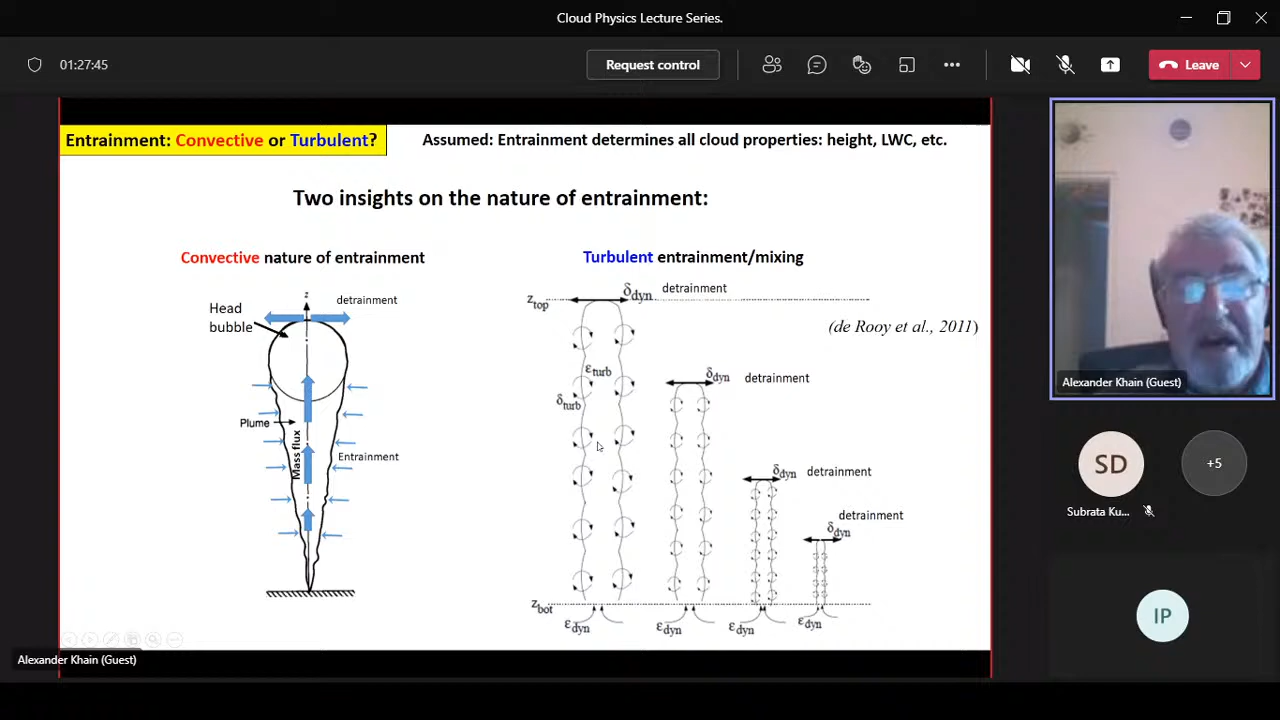 Cloud Physics Lecture Series.
01:27:45
Request control
Leave
Entrainment: Convective or Turbulent?
Assumed: Entrainment determines all cloud properties: height, LWC, etc.
Two insights on the nature of entrainment:
Convective nature of entrainment
z
detrainment
Head
bubble
Plume
Mass flux
Entrainment
Turbulent entrainment/mixing
z_top
δ_dyn
detrainment
(de Rooy et al., 2011)
ε_turb
δ_turb
δ_dyn
detrainment
δ_dyn
detrainment
detrainment
δ_dyn
z_bot
ε_dyn
ε_dyn
ε_dyn
ε_dyn
Alexander Khain (Guest)
Alexander Khain (Guest)
SD
+5
Subrata Ku...
IP